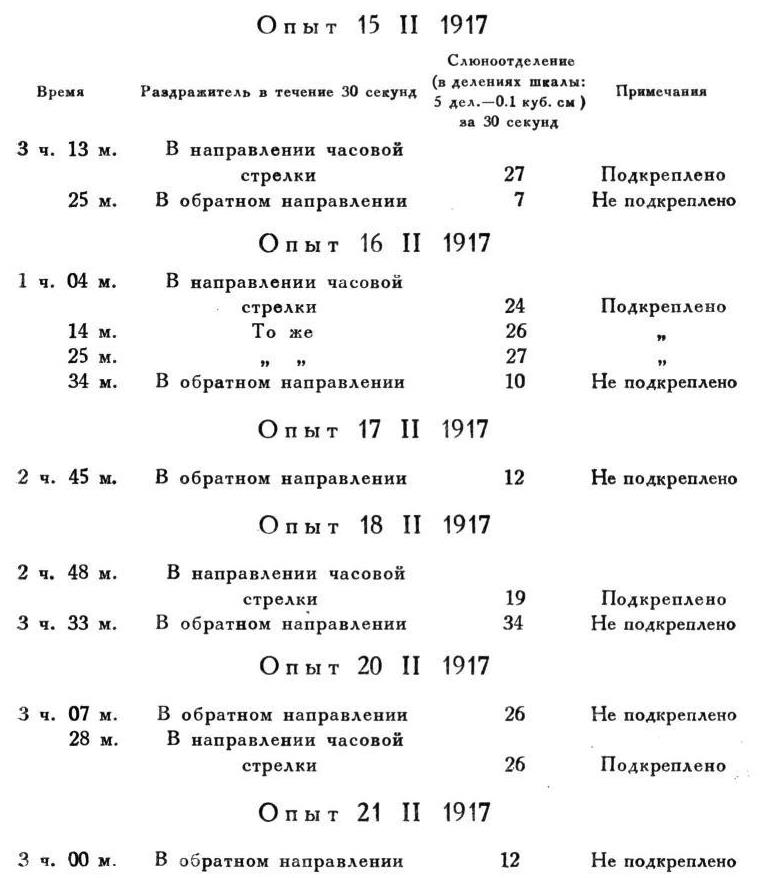 Опыт 15 II 1917
Время Раздражитель в течение 30 секунд Слюноотделение (в делениях шкалы: 5 дел.—0.1 куб. см) за 30 секунд Примечания
3 ч. 13 м. В направлении часовой
стрелки 27 Подкреплено
25 м. В обратном направлении 7 Не подкреплено
Опыт 16 II 1917
1 ч. 04 м. В направлении часовой
стрелки 24 Подкреплено
14 м. То же 26 „
25 м. „ „ 27 „
34 м. В обратном направлении 10 Не подкреплено
Опыт 17 II 1917
2 ч. 45 м. В обратном направлении 12 Не подкреплено
Опыт 18 II 1917
2 ч. 48 м. В направлении часовой
стрелки 19 Подкреплено
3 ч. 33 м. В обратном направлении 34 Не подкреплено
Опыт 20 II 1917
3 ч. 07 м. В обратном направлении 26 Не подкреплено
28 м. В направлении часовой
стрелки 26 Подкреплено
Опыт 21 II 1917
3 ч. 00 м. В обратном направлении 12 Не подкреплено